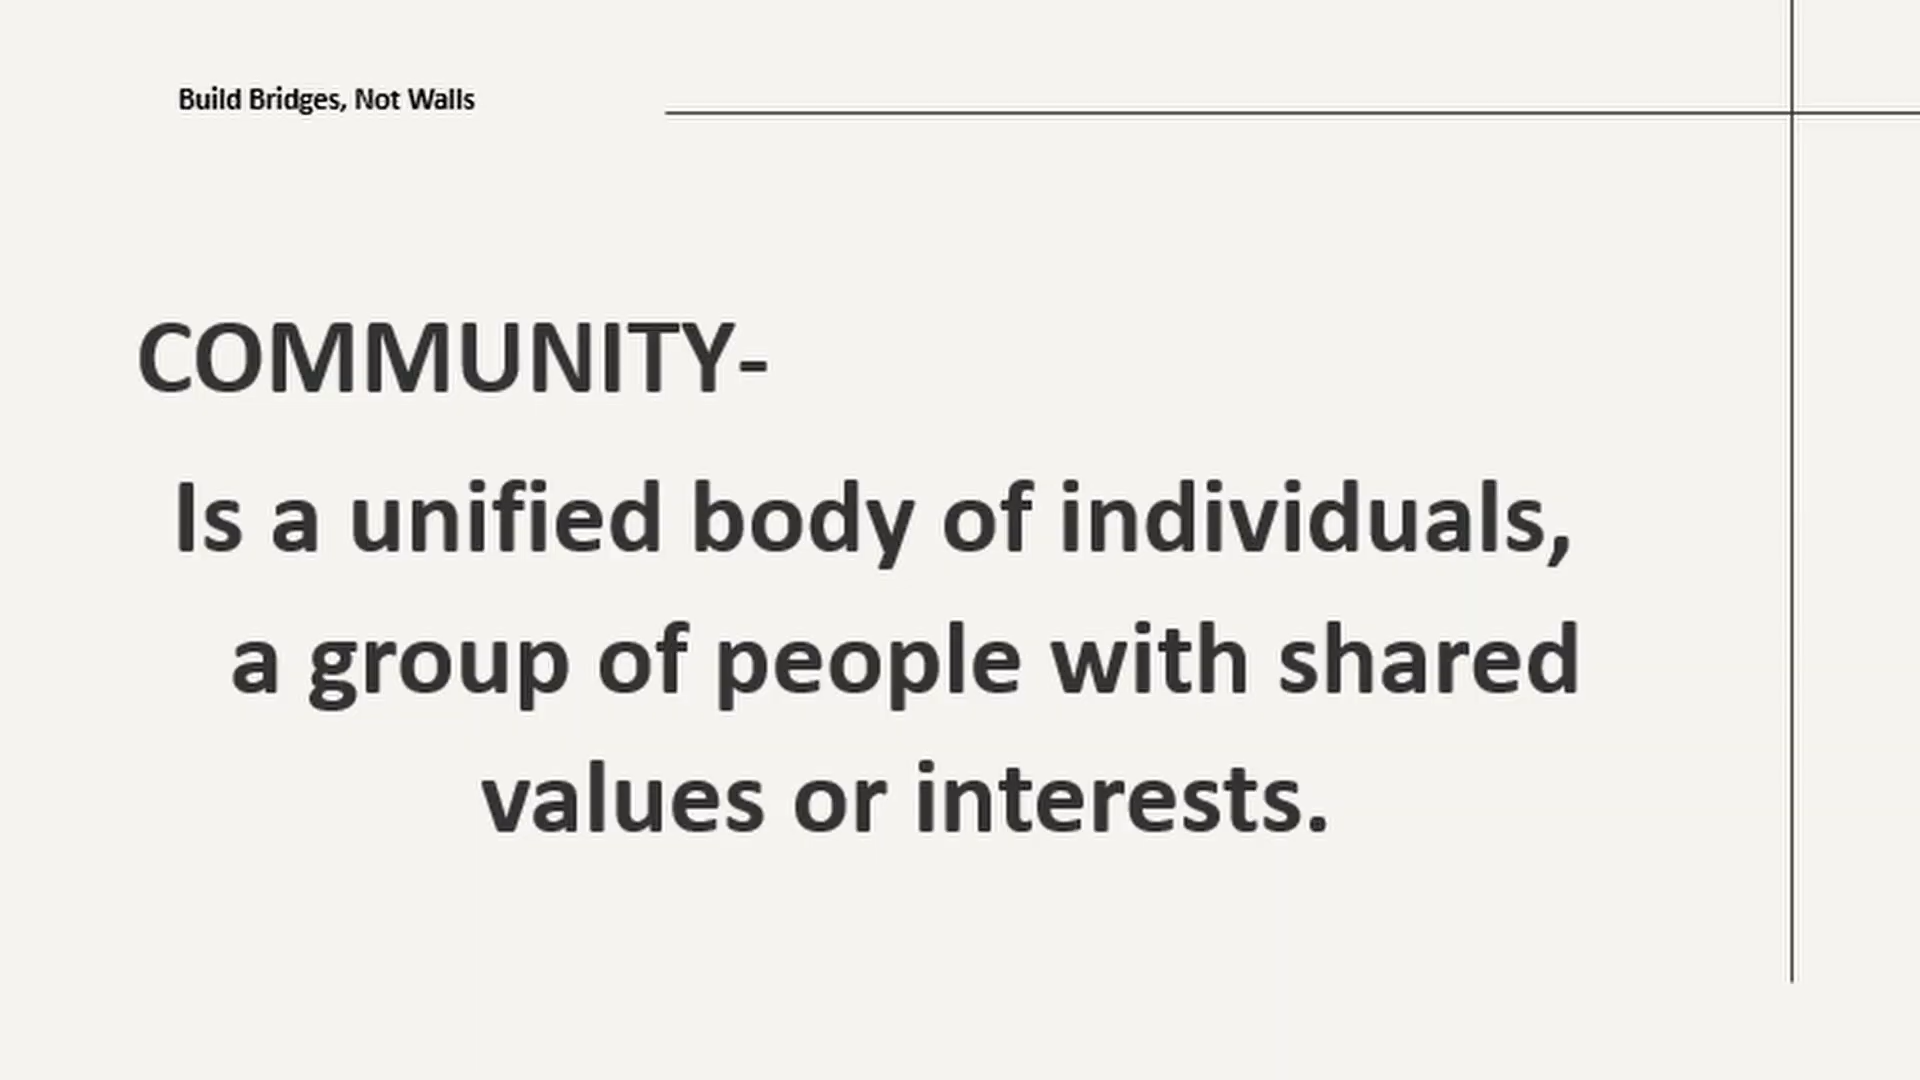 Build Bridges, Not Walls
COMMUNITY-
Is a unified body of individuals,
a group of people with shared
values or interests.